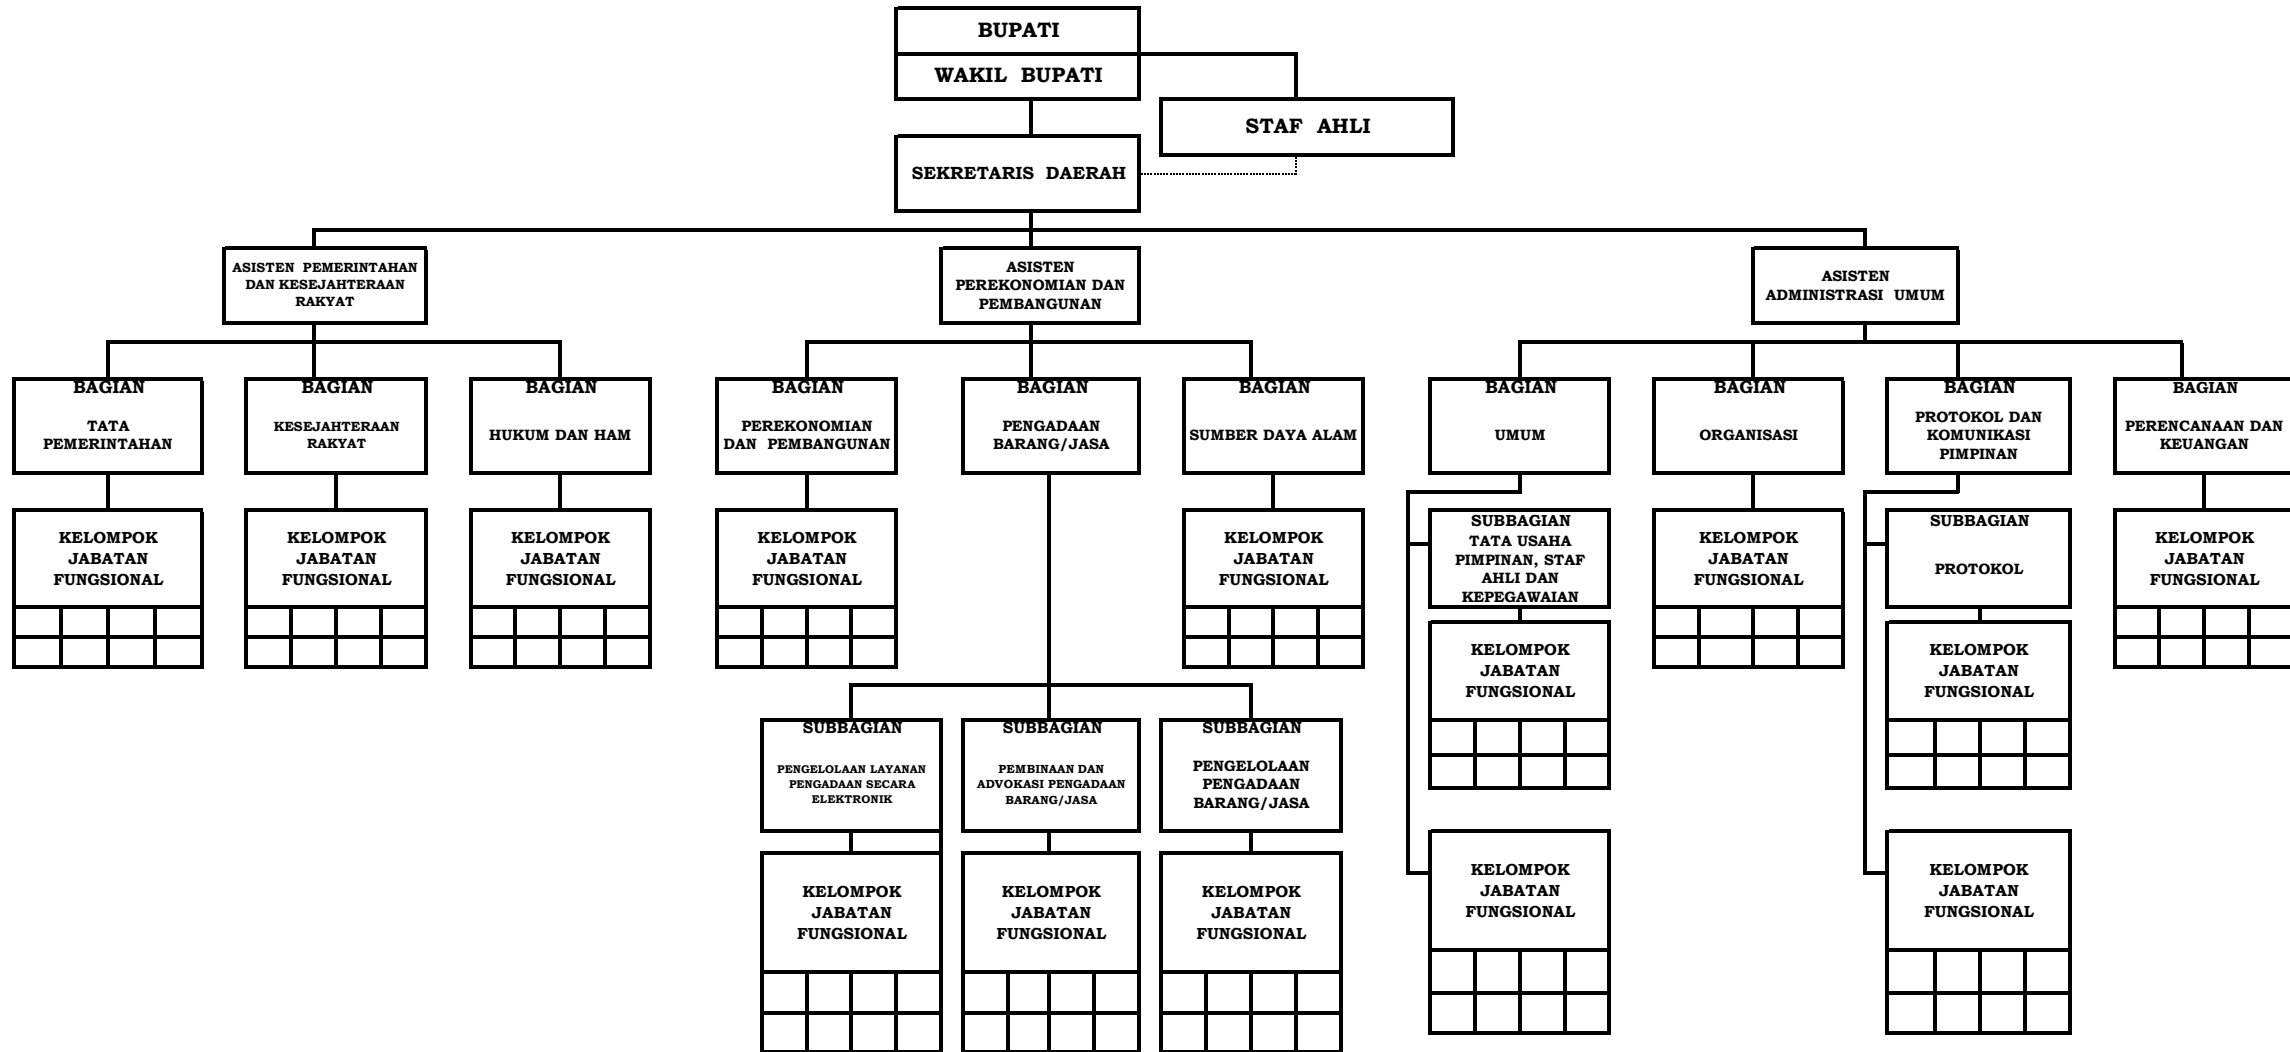 BUPATI
WAKIL BUPATI
STAF AHLI
SEKRETARIS DAERAH
ASISTEN PEMERINTAHAN
DAN KESEJAHTERAAN
RAKYAT
ASISTEN
PEREKONOMIAN DAN
PEMBANGUNAN
ASISTEN
ADMINISTRASI UMUM
BAGIAN
TATA
PEMERINTAHAN
BAGIAN
KESEJAHTERAAN
RAKYAT
BAGIAN
HUKUM DAN HAM
BAGIAN
PEREKONOMIAN
DAN PEMBANGUNAN
BAGIAN
PENGADAAN
BARANG/JASA
BAGIAN
SUMBER DAYA ALAM
BAGIAN
UMUM
BAGIAN
ORGANISASI
BAGIAN
PROTOKOL DAN
KOMUNIKASI
PIMPINAN
BAGIAN
PERENCANAAN DAN
KEUANGAN
KELOMPOK
JABATAN
FUNGSIONAL
KELOMPOK
JABATAN
FUNGSIONAL
KELOMPOK
JABATAN
FUNGSIONAL
KELOMPOK
JABATAN
FUNGSIONAL
KELOMPOK
JABATAN
FUNGSIONAL
SUBBAGIAN
TATA USAHA
PIMPINAN, STAF
AHLI DAN
KEPEGAWAIAN
KELOMPOK
JABATAN
FUNGSIONAL
SUBBAGIAN
PROTOKOL
KELOMPOK
JABATAN
FUNGSIONAL
KELOMPOK
JABATAN
FUNGSIONAL
KELOMPOK
JABATAN
FUNGSIONAL
SUBBAGIAN
PENGELOLAAN LAYANAN
PENGADAAN SECARA
ELEKTRONIK
SUBBAGIAN
PEMBINAAN DAN
ADVOKASI PENGADAAN
BARANG/JASA
SUBBAGIAN
PENGELOLAAN
PENGADAAN
BARANG/JASA
KELOMPOK
JABATAN
FUNGSIONAL
KELOMPOK
JABATAN
FUNGSIONAL
KELOMPOK
JABATAN
FUNGSIONAL
KELOMPOK
JABATAN
FUNGSIONAL
KELOMPOK
JABATAN
FUNGSIONAL